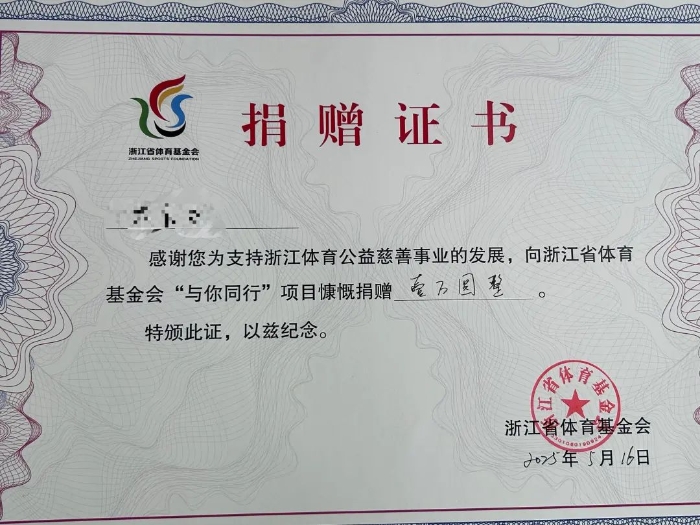 捐赠证书
浙江省体育基金会
ZHEJIANG SPORTS FOUNDATION
感谢您为支持浙江体育公益慈善事业的发展，向浙江省体育
基金会“与你同行”项目慷慨捐赠 壹万圆整 。
特颁此证，以兹纪念。
浙江省体育基金会
浙江省体育基金会
2025年5月16日